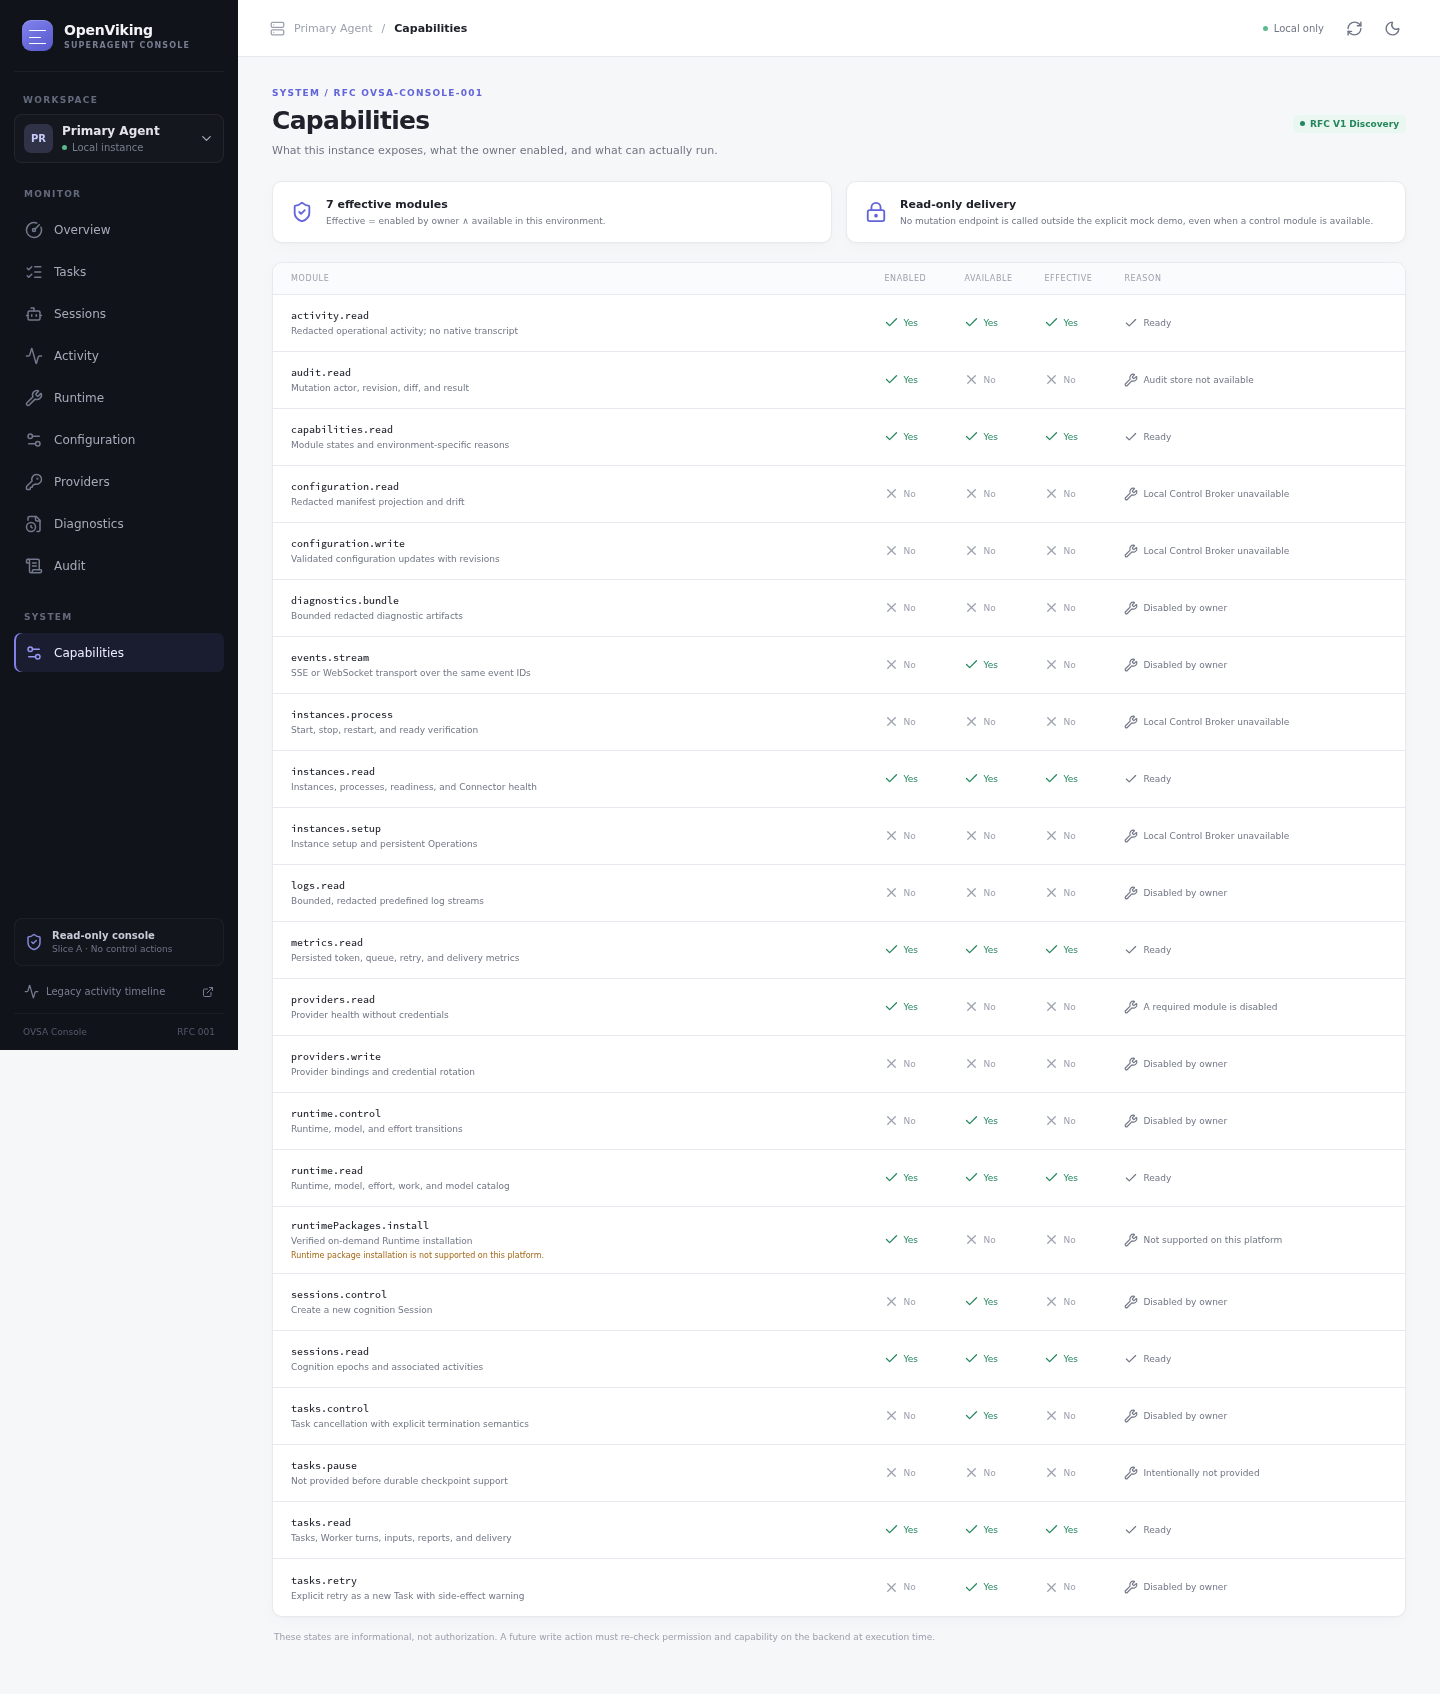 OpenViking
SUPERAGENT CONSOLE
WORKSPACE
PR
Primary Agent
Local instance
MONITOR
Overview
Tasks
Sessions
Activity
Runtime
Configuration
Providers
Diagnostics
Audit
SYSTEM
Capabilities
Read-only console
Slice A · No control actions
Legacy activity timeline
OVSA Console RFC 001
Primary Agent / Capabilities
Local only
SYSTEM / RFC OVSA-CONSOLE-001
Capabilities
RFC V1 Discovery
What this instance exposes, what the owner enabled, and what can actually run.
7 effective modules
Effective = enabled by owner ∧ available in this environment.
Read-only delivery
No mutation endpoint is called outside the explicit mock demo, even when a control module is available.
MODULE ENABLED AVAILABLE EFFECTIVE REASON
activity.read
Redacted operational activity; no native transcript
Yes Yes Yes Ready
audit.read
Mutation actor, revision, diff, and result
Yes No No Audit store not available
capabilities.read
Module states and environment-specific reasons
Yes Yes Yes Ready
configuration.read
Redacted manifest projection and drift
No No No Local Control Broker unavailable
configuration.write
Validated configuration updates with revisions
No No No Local Control Broker unavailable
diagnostics.bundle
Bounded redacted diagnostic artifacts
No No No Disabled by owner
events.stream
SSE or WebSocket transport over the same event IDs
No Yes No Disabled by owner
instances.process
Start, stop, restart, and ready verification
No No No Local Control Broker unavailable
instances.read
Instances, processes, readiness, and Connector health
Yes Yes Yes Ready
instances.setup
Instance setup and persistent Operations
No No No Local Control Broker unavailable
logs.read
Bounded, redacted predefined log streams
No No No Disabled by owner
metrics.read
Persisted token, queue, retry, and delivery metrics
Yes Yes Yes Ready
providers.read
Provider health without credentials
Yes No No A required module is disabled
providers.write
Provider bindings and credential rotation
No No No Disabled by owner
runtime.control
Runtime, model, and effort transitions
No Yes No Disabled by owner
runtime.read
Runtime, model, effort, work, and model catalog
Yes Yes Yes Ready
runtimePackages.install
Verified on-demand Runtime installation
Runtime package installation is not supported on this platform.
Yes No No Not supported on this platform
sessions.control
Create a new cognition Session
No Yes No Disabled by owner
sessions.read
Cognition epochs and associated activities
Yes Yes Yes Ready
tasks.control
Task cancellation with explicit termination semantics
No Yes No Disabled by owner
tasks.pause
Not provided before durable checkpoint support
No No No Intentionally not provided
tasks.read
Tasks, Worker turns, inputs, reports, and delivery
Yes Yes Yes Ready
tasks.retry
Explicit retry as a new Task with side-effect warning
No Yes No Disabled by owner
These states are informational, not authorization. A future write action must re-check permission and capability on the backend at execution time.